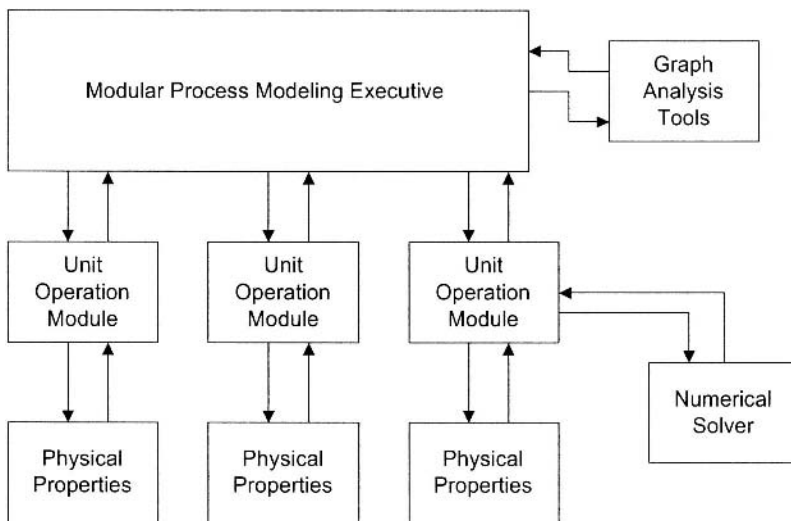 Modular Process Modeling Executive
Graph
Analysis
Tools
Unit
Operation
Module
Unit
Operation
Module
Unit
Operation
Module
Numerical
Solver
Physical
Properties
Physical
Properties
Physical
Properties